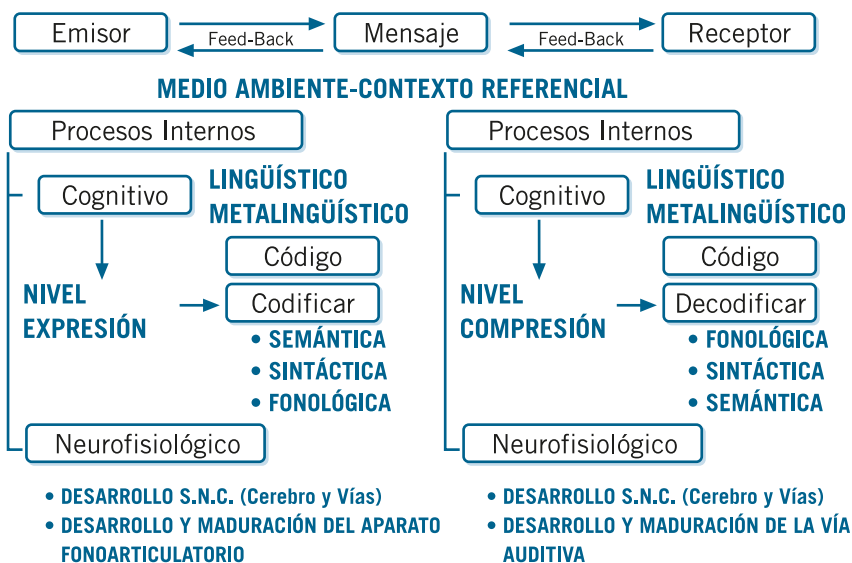 Emisor Feed-Back Mensaje Feed-Back Receptor
MEDIO AMBIENTE-CONTEXTO REFERENCIAL
Procesos Internos
Cognitivo
LINGÜÍSTICO
METALINGÜÍSTICO
Código
NIVEL
EXPRESIÓN
Codificar
• SEMÁNTICA
• SINTÁCTICA
• FONOLÓGICA
Neurofisiológico
• DESARROLLO S.N.C. (Cerebro y Vías)
• DESARROLLO Y MADURACIÓN DEL APARATO
FONOARTICULATORIO
Procesos Internos
Cognitivo
LINGÜÍSTICO
METALINGÜÍSTICO
Código
NIVEL
COMPRESIÓN
Decodificar
• FONOLÓGICA
• SINTÁCTICA
• SEMÁNTICA
Neurofisiológico
• DESARROLLO S.N.C. (Cerebro y Vías)
• DESARROLLO Y MADURACIÓN DE LA VÍA
AUDITIVA